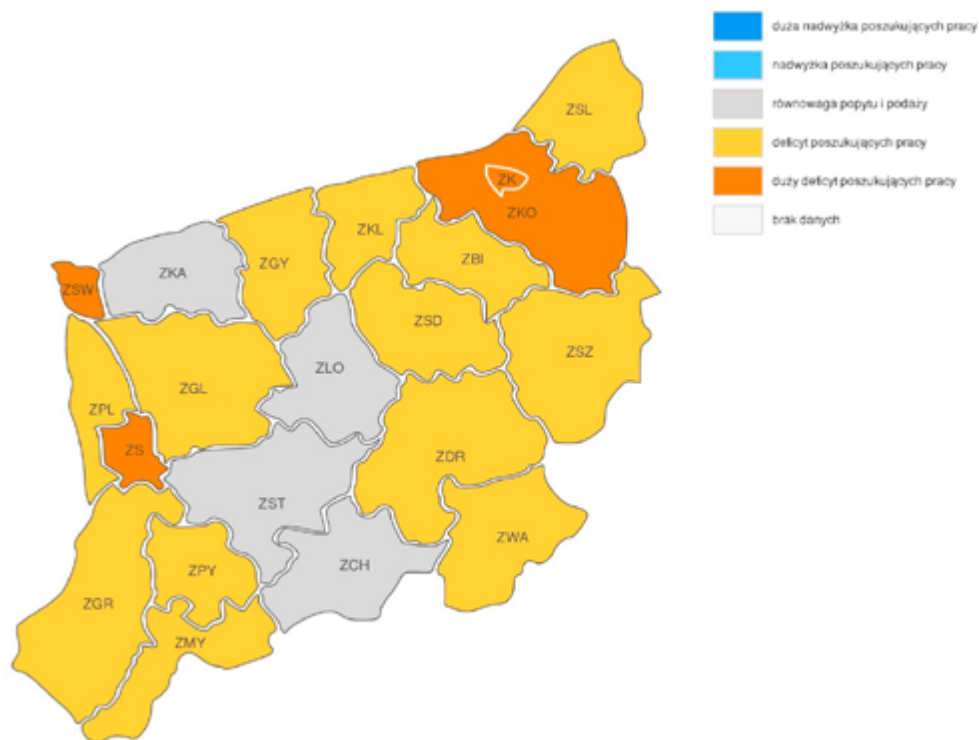 duża nadwyżka poszukujących pracy
nadwyżka poszukujących pracy
równowaga popytu i podaży
deficyt poszukujących pracy
duży deficyt poszukujących pracy
brak danych
ZSL
ZK
ZKO
ZKL
ZGY
ZBI
ZKA
ZSW
ZSD
ZSZ
ZLO
ZGL
ZPL
ZS
ZDR
ZST
ZWA
ZCH
ZPY
ZGR
ZMY